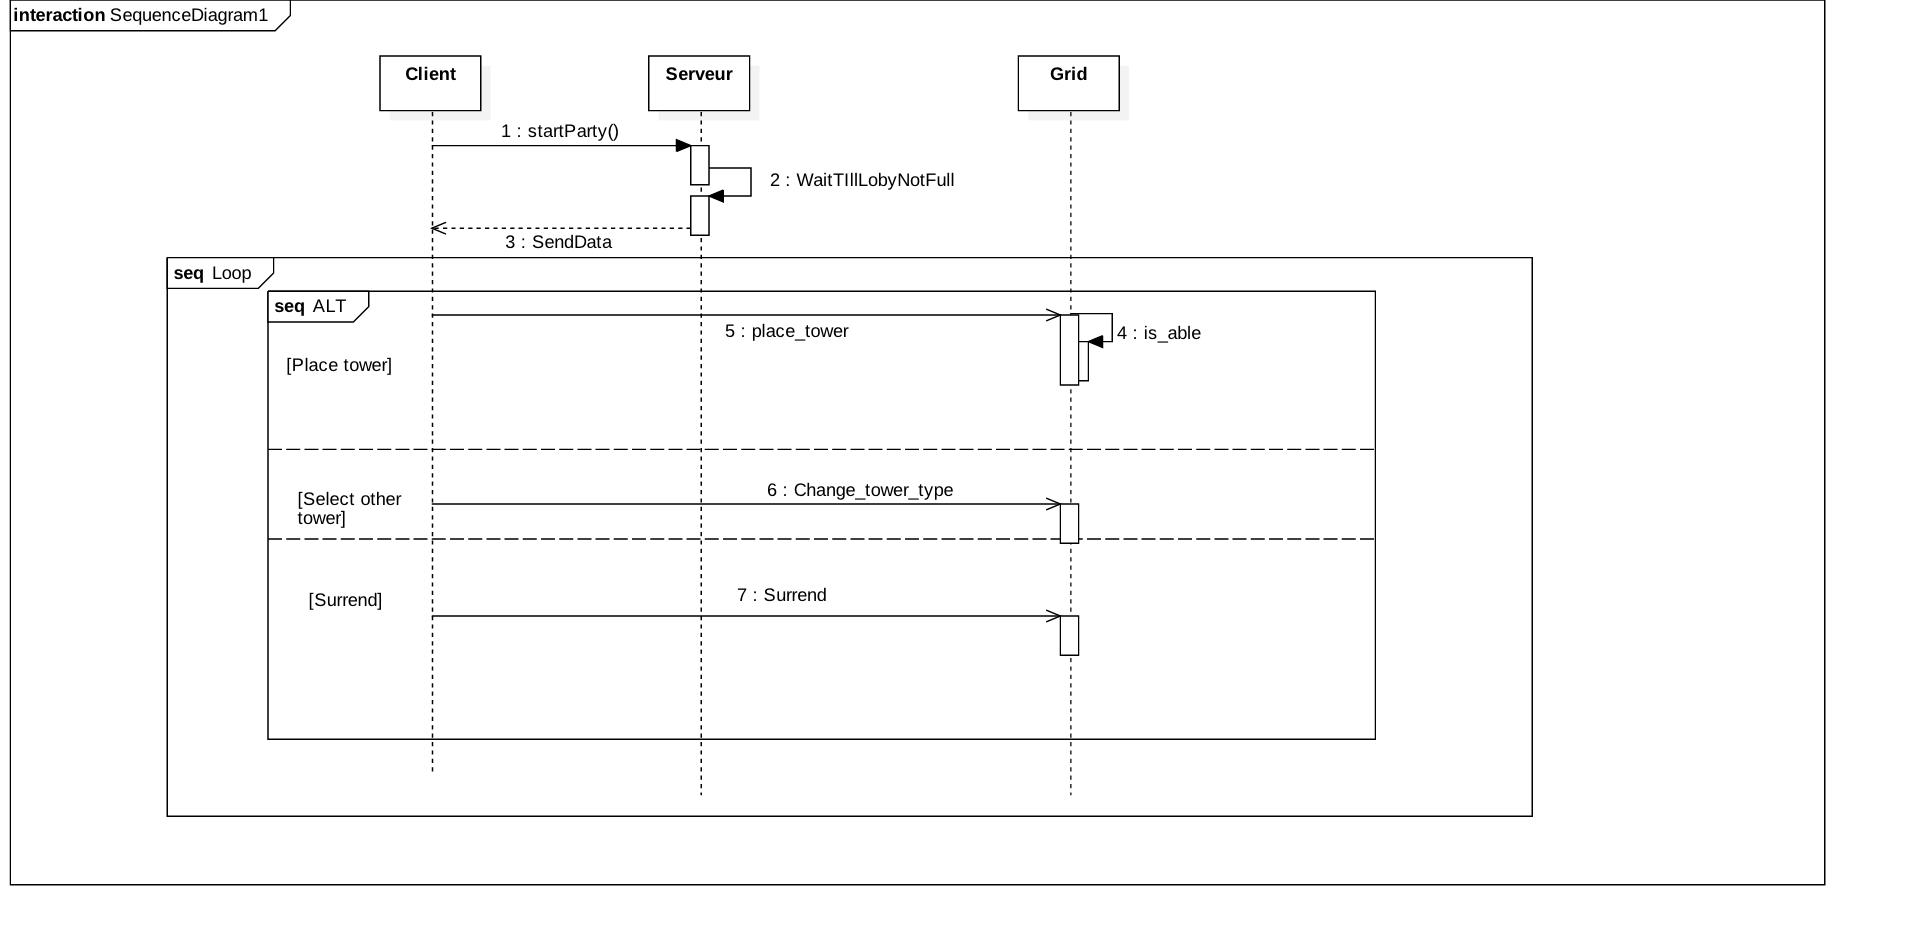 interaction SequenceDiagram1
Client
Serveur
Grid
1 : startParty()
2 : WaitTIllLobyNotFull
3 : SendData
seq Loop
seq ALT
5 : place_tower
4 : is_able
[Place tower]
6 : Change_tower_type
[Select other
tower]
7 : Surrend
[Surrend]